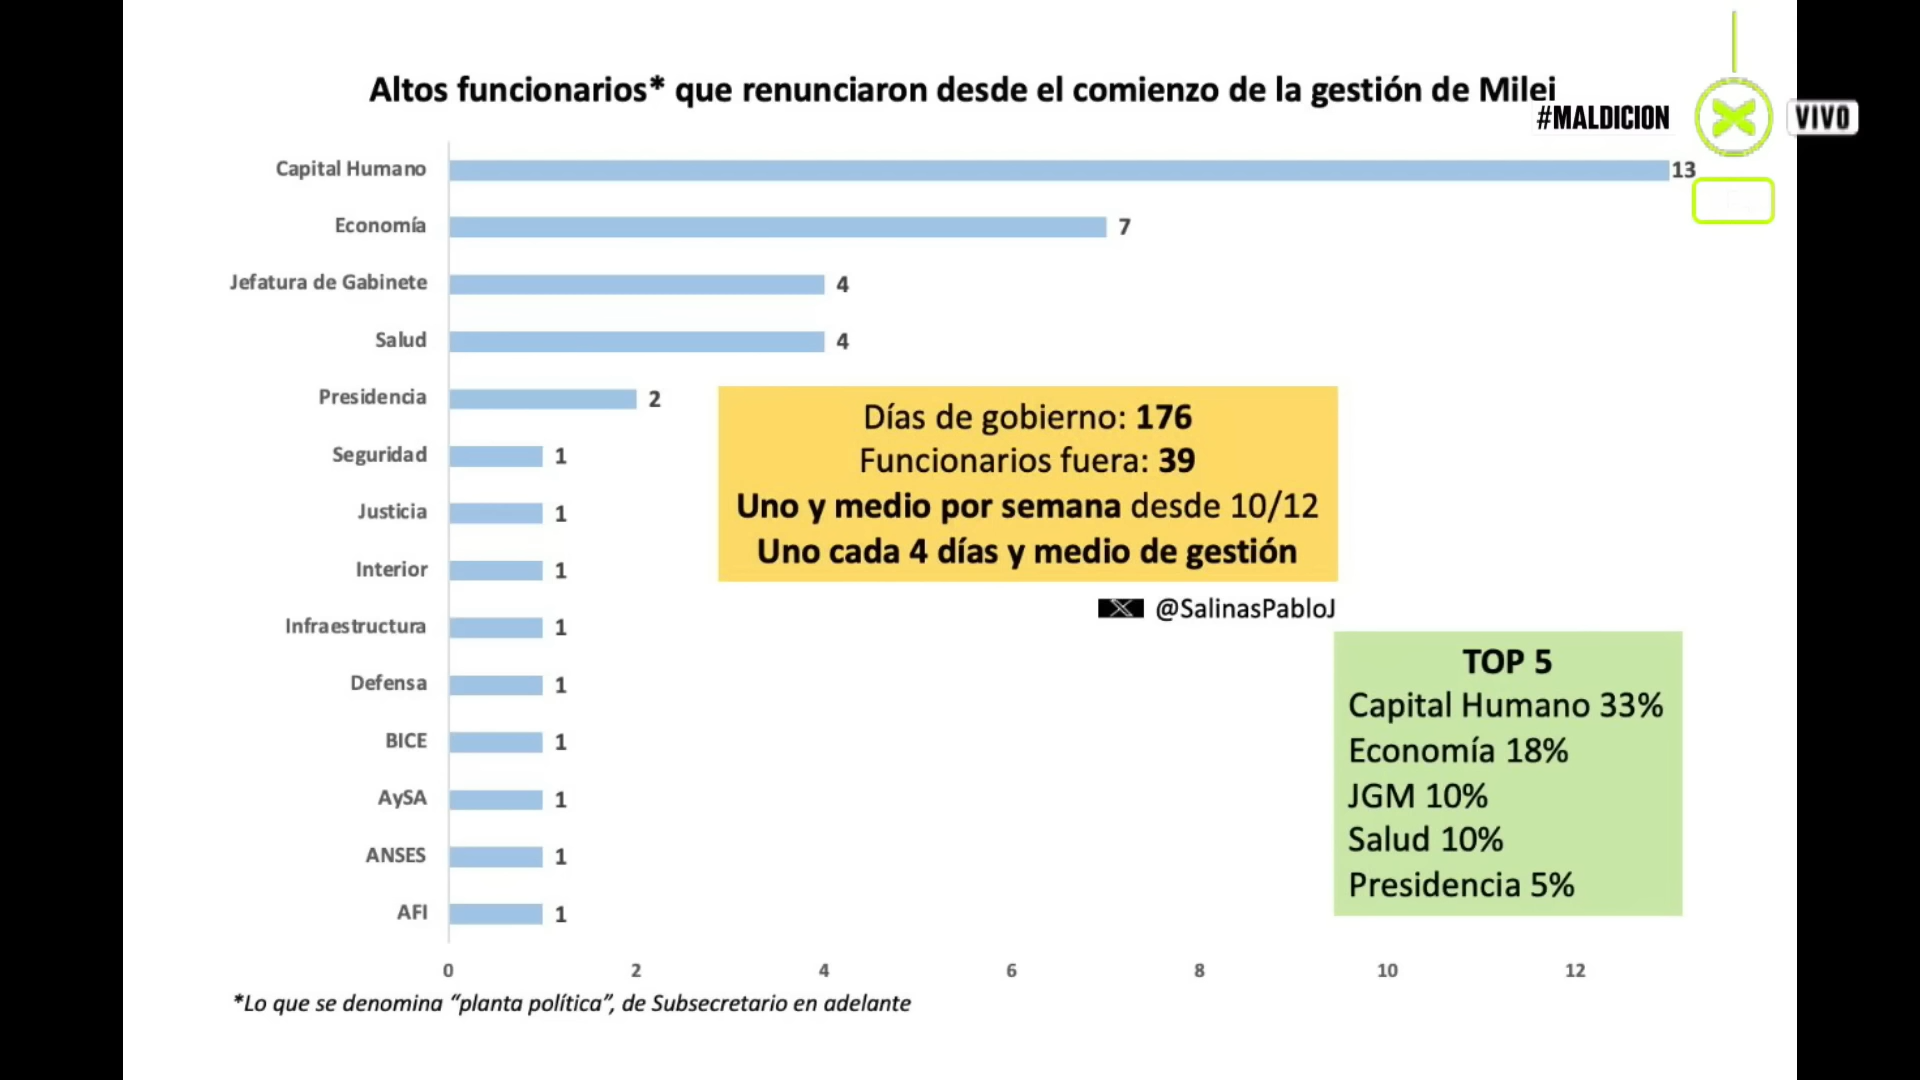 Altos funcionarios* que renunciaron desde el comienzo de la gestión de Milei
#MALDICION
VIVO
Capital Humano 13
Economía 7
Jefatura de Gabinete 4
Salud 4
Presidencia 2
Seguridad 1
Justicia 1
Interior 1
Infraestructura 1
Defensa 1
BICE 1
AySA 1
ANSES 1
AFI 1
0 2 4 6 8 10 12
Días de gobierno: 176
Funcionarios fuera: 39
Uno y medio por semana desde 10/12
Uno cada 4 días y medio de gestión
@SalinasPabloJ
TOP 5
Capital Humano 33%
Economía 18%
JGM 10%
Salud 10%
Presidencia 5%
*Lo que se denomina “planta política”, de Subsecretario en adelante